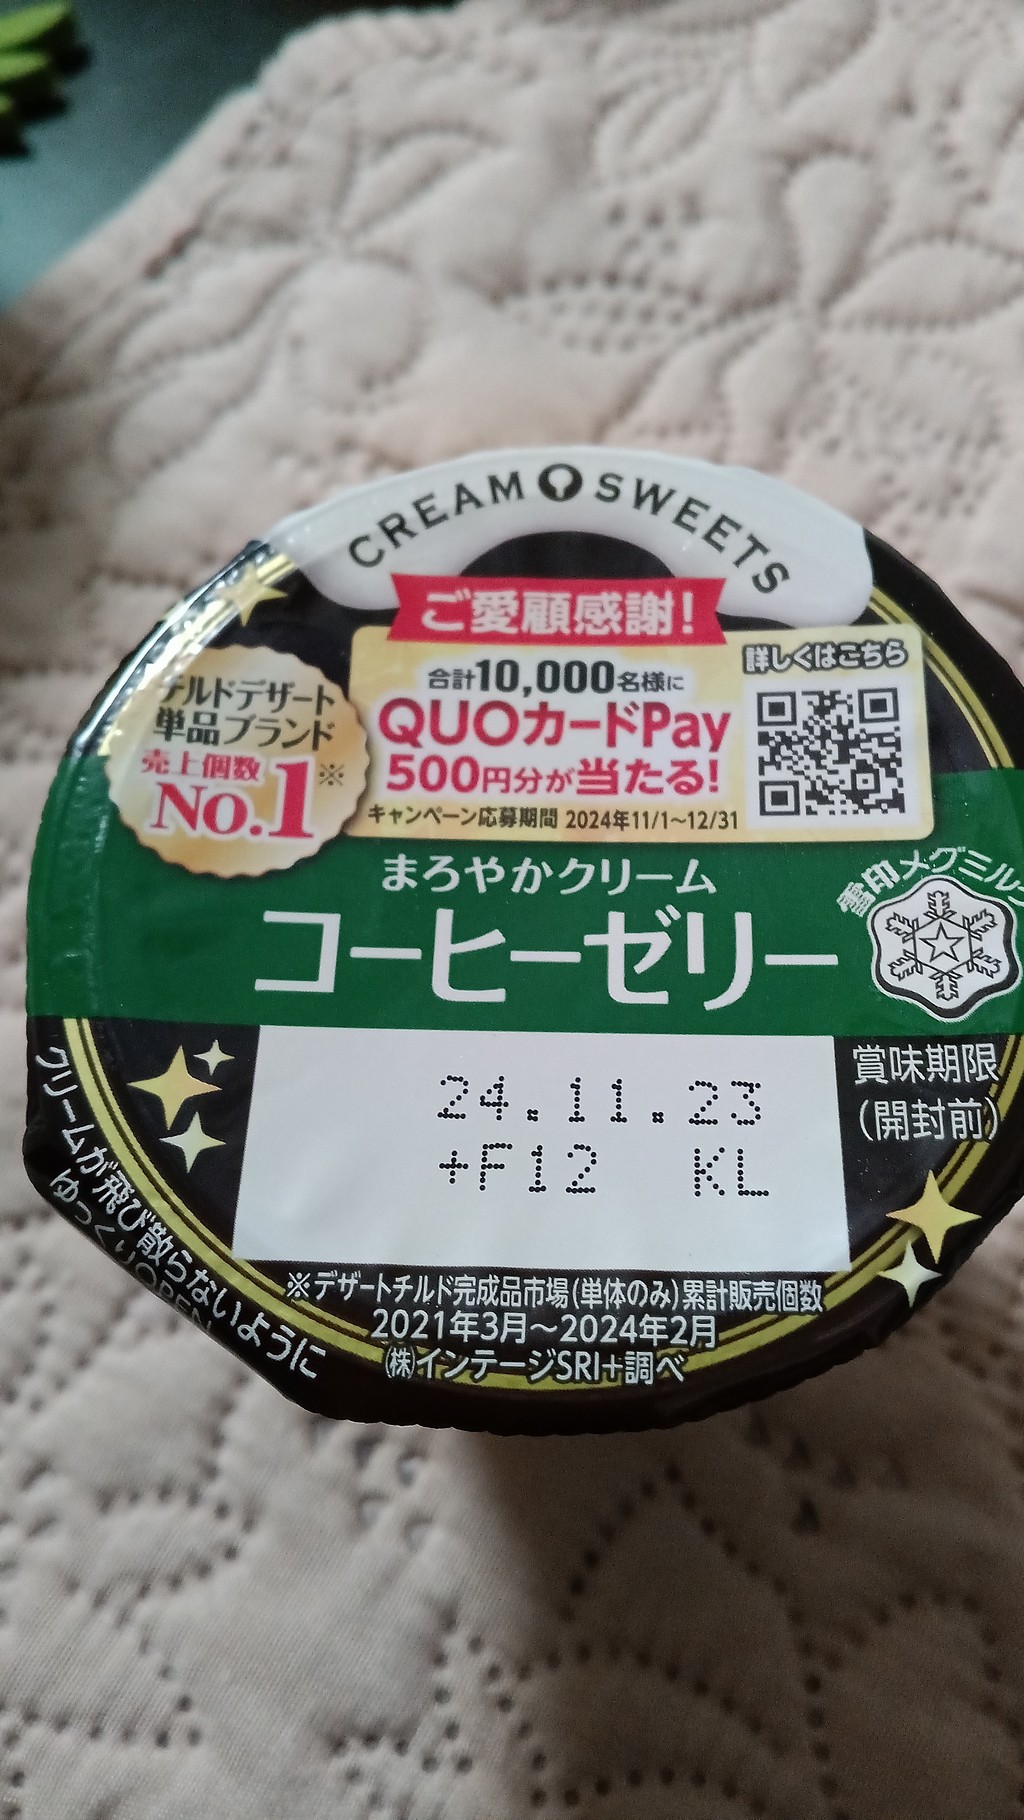 CREAM SWEETS
ご愛顧感謝!
チルドデザート
単品ブランド
売上個数
No.1※
合計10,000名様に
QUOカードPay
500円分が当たる!
キャンペーン応募期間 2024年11/1~12/31
詳しくはこちら
まろやかクリーム
コーヒーゼリー
雪印メグミルク
24.11.23
+F12 KL
賞味期限
(開封前)
クリームが飛び散らないように
ゆっくりOPEN
※デザートチルド完成品市場(単体のみ)累計販売個数
2021年3月~2024年2月
㈱インテージSRI+調べ